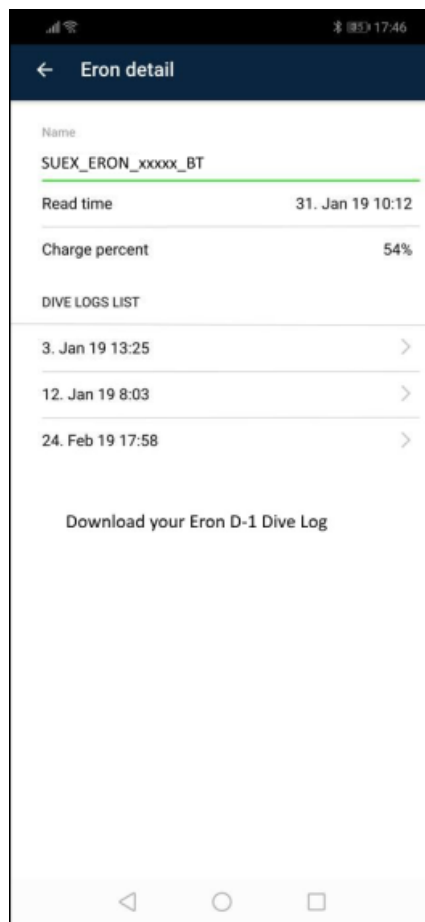 17:46
Eron detail
Name
SUEX_ERON_xxxxx_BT
Read time 31. Jan 19 10:12
Charge percent 54%
DIVE LOGS LIST
3. Jan 19 13:25
12. Jan 19 8:03
24. Feb 19 17:58
Download your Eron D-1 Dive Log